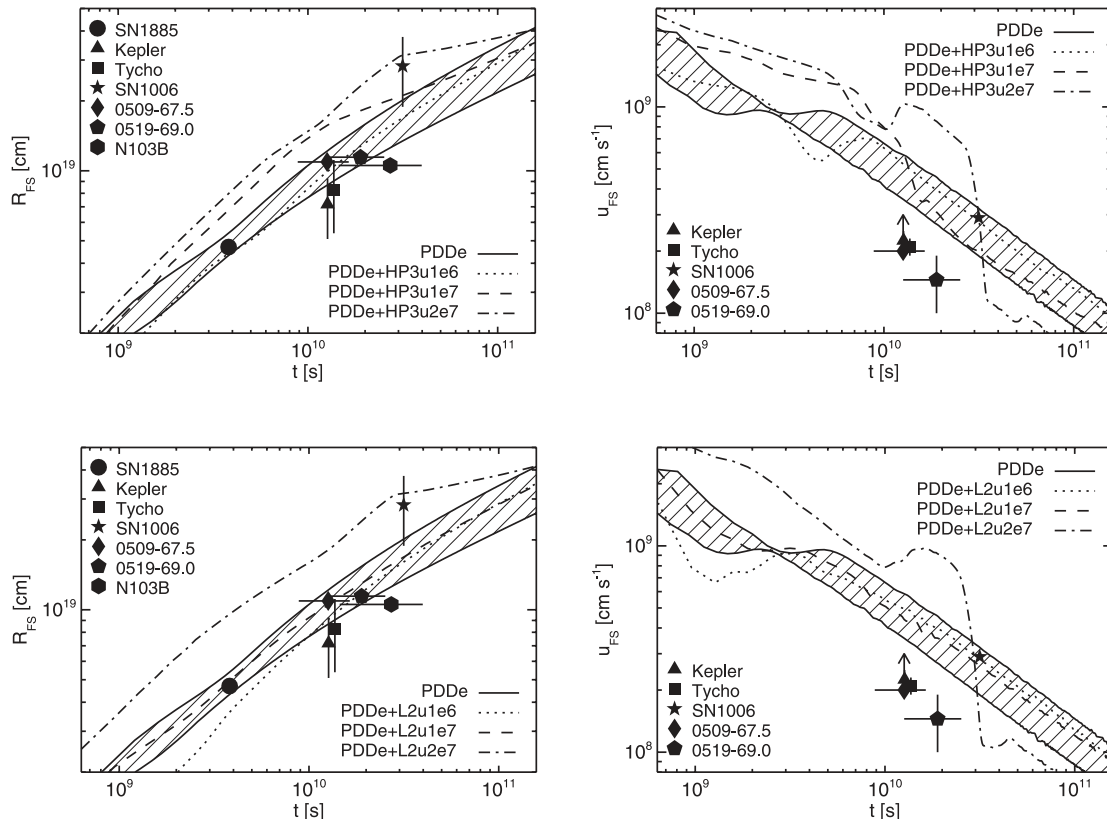 SN1885
Kepler
Tycho
SN1006
0509-67.5
0519-69.0
N103B
10^19
R_FS [cm]
PDDe
PDDe+HP3u1e6
PDDe+HP3u1e7
PDDe+HP3u2e7
10^9
10^10
10^11
t [s]
PDDe
PDDe+HP3u1e6
PDDe+HP3u1e7
PDDe+HP3u2e7
10^9
u_FS [cm s^-1]
Kepler
Tycho
SN1006
0509-67.5
0519-69.0
10^8
10^9
10^10
10^11
t [s]
SN1885
Kepler
Tycho
SN1006
0509-67.5
0519-69.0
N103B
10^19
R_FS [cm]
PDDe
PDDe+L2u1e6
PDDe+L2u1e7
PDDe+L2u2e7
10^9
10^10
10^11
t [s]
PDDe
PDDe+L2u1e6
PDDe+L2u1e7
PDDe+L2u2e7
10^9
u_FS [cm s^-1]
Kepler
Tycho
SN1006
0509-67.5
0519-69.0
10^8
10^9
10^10
10^11
t [s]